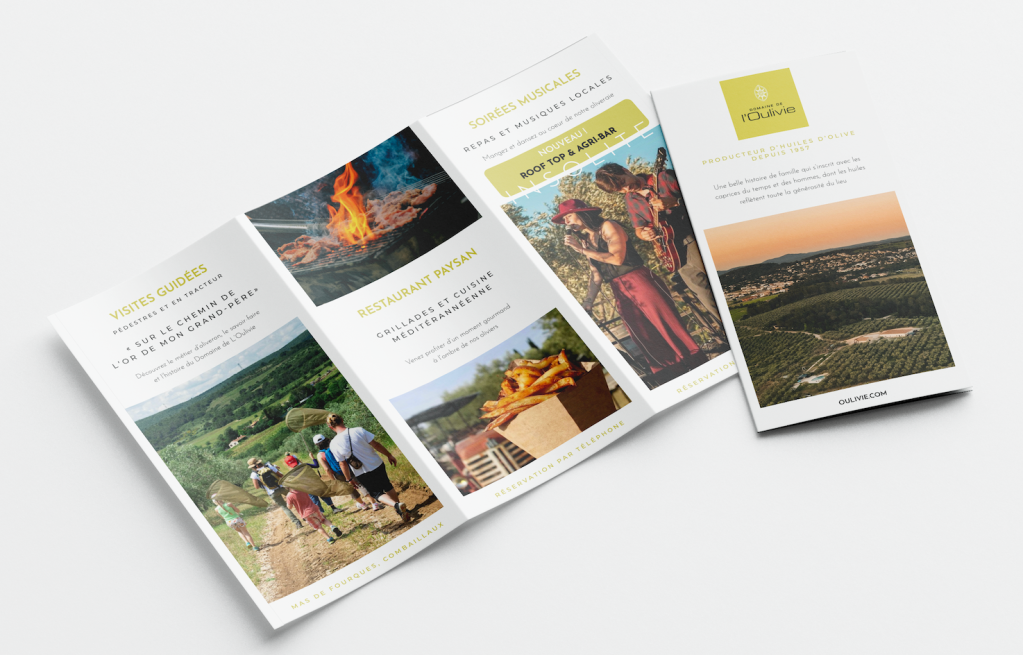 VISITES GUIDÉES
PÉDESTRES ET EN TRACTEUR
« SUR LE CHEMIN DE
L'OR DE MON GRAND-PÈRE»
Découvrez le métier d'oliveron, le savoir faire
et l'histoire du Domaine de L'Oulivie
MAS DE FOURQUES, COMBAILLAUX
RESTAURANT PAYSAN
GRILLADES ET CUISINE
MÉDITÉRANNÉENNE
Venez profiter d'un moment gourmand
à l'ombre de nos oliviers
RÉSERVATION PAR TÉLÉPHONE
SOIRÉES MUSICALES
REPAS ET MUSIQUES LOCALES
Mangez et dansez au coeur de notre oliveraie
NOUVEAU !
ROOF TOP & AGRI-BAR
INSOLITE
RÉSERVATION
DOMAINE DE
l'Oulivie
PRODUCTEUR D'HUILES D'OLIVE
DEPUIS 1957
Une belle histoire de famille qui s'inscrit avec les
caprices du temps et des hommes, dont les huiles
reflètent toute la générosité du lieu
OULIVIE.COM